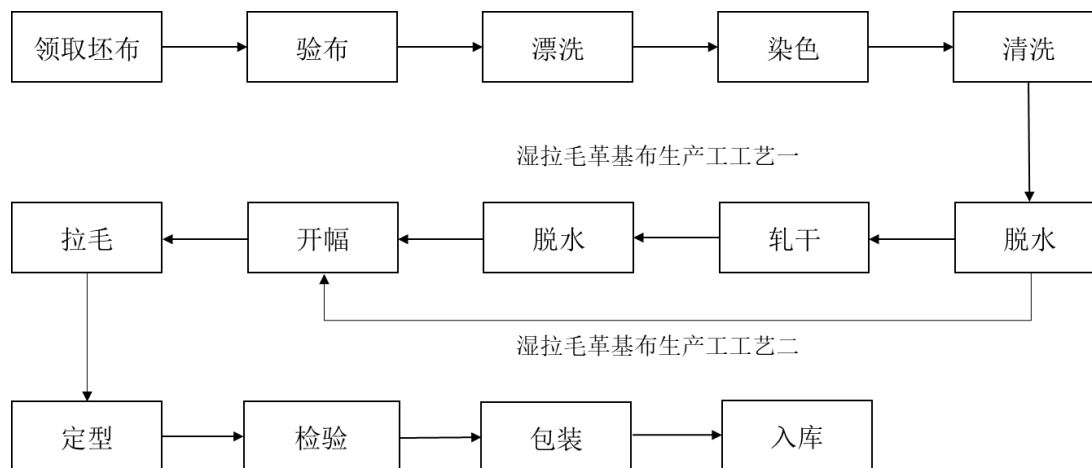 领取坯布
验布
漂洗
染色
清洗
湿拉毛革基布生产工工艺一
拉毛
开幅
脱水
轧干
脱水
湿拉毛革基布生产工工艺二
定型
检验
包装
入库